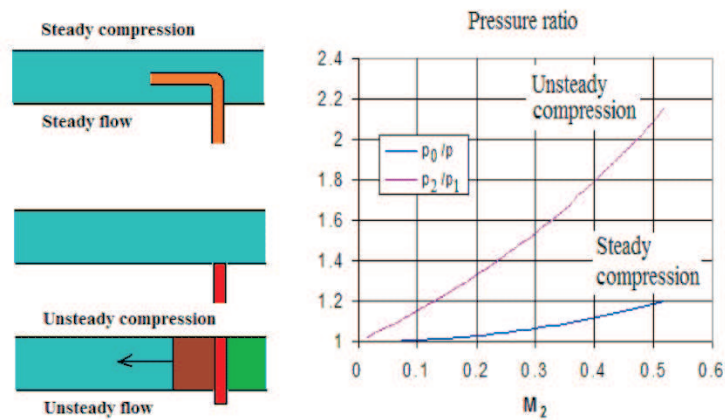 Steady compression
Steady flow
Unsteady compression
Unsteady flow
Pressure ratio
2.4
2.2
2
1.8
1.6
1.4
1.2
1
Unsteady
compression
p0/p
p2/p1
Steady
compression
0
0.1
0.2
0.3
0.4
0.5
0.6
M2